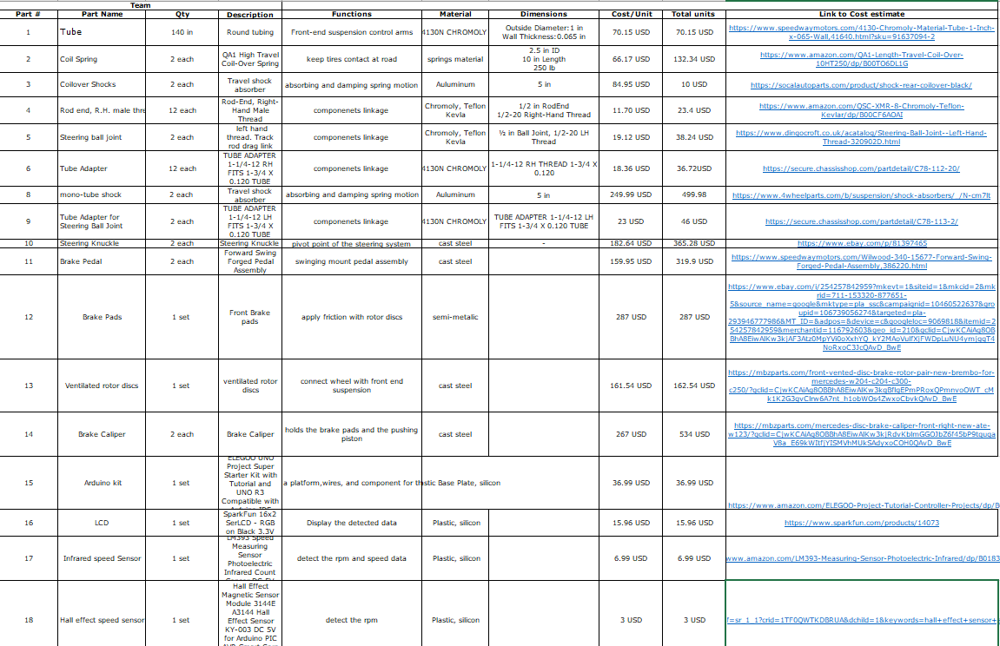 Team
Part # Part Name Qty Description Functions Material Dimensions Cost/Unit Total units Link to Cost estimate
1 Tube 140 in Round tubing Front-end suspension control arms 4130N CHROMOLY Outside Diameter:1 in
Wall Thickness:0.065 in 70.15 USD 70.15 USD https://www.speedwaymotors.com/4130-Chromoly-Material-Tube-1-Inch-
x-065-Wall,41640.html?sku=91637094-2
2 Coil Spring 2 each QA1 High Travel
Coil-Over Spring keep tires contact at road springs material 2.5 in ID
10 in Length
250 lb 66.17 USD 132.34 USD https://www.amazon.com/QA1-Length-Travel-Coil-Over-
10HT250/dp/B00TO6DL1G
3 Coilover Shocks 2 each Travel shock
absorber absorbing and damping spring motion Auluminum 5 in 84.95 USD 10 USD https://socalautoparts.com/product/shock-rear-coilover-black/
4 Rod end, R.H. male thre 12 each Rod-End, Right-
Hand Male
Thread componenets linkage Chromoly, Teflon
Kevla 1/2 in RodEnd
1/2-20 Right-Hand Thread 11.70 USD 23.4 USD https://www.amazon.com/QSC-XMR-8-Chromoly-Teflon-
Kevlar/dp/B00CF6AOAI
5 Steering ball joint 2 each left hand
thread. Track
rod drag link componenets linkage Chromoly, Teflon
Kevla ½ in Ball Joint, 1/2-20 LH
Thread 19.12 USD 38.24 USD https://www.dingocroft.co.uk/acatalog/Steering-Ball-Joint--Left-Hand-
Thread-320902D.html
6 Tube Adapter 12 each TUBE ADAPTER
1-1/4-12 RH
FITS 1-3/4 X
0.120 TUBE componenets linkage 4130N CHROMOLY 1-1/4-12 RH THREAD 1-3/4 X
0.120 18.36 USD 36.72USD https://secure.chassisshop.com/partdetail/C78-112-20/
8 mono-tube shock 2 each Travel shock
absorber absorbing and damping spring motion Auluminum 5 in 249.99 USD 499.98 https://www.4wheelparts.com/b/suspension/shock-absorbers/_/N-cm7lt
9 Tube Adapter for
Steering Ball Joint 2 each TUBE ADAPTER
1-1/4-12 LH
FITS 1-3/4 X
0.120 TUBE componenets linkage 4130N CHROMOLY TUBE ADAPTER 1-1/4-12 LH
FITS 1-3/4 X 0.120 TUBE 23 USD 46 USD https://secure.chassisshop.com/partdetail/C78-113-2/
10 Steering Knuckle 2 each Steering Knuckle pivot point of the steering system cast steel - 182.64 USD 365.28 USD https://www.ebay.com/p/81397465
11 Brake Pedal 2 each Forward Swing
Forged Pedal
Assembly swinging mount pedal assembly cast steel 159.95 USD 319.9 USD https://www.speedwaymotors.com/Wilwood-340-15677-Forward-Swing-
Forged-Pedal-Assembly,386220.html
12 Brake Pads 1 set Front Brake
pads apply friction with rotor discs semi-metalic 287 USD 287 USD https://www.ebay.com/i/254257842959?mkevt=1&siteid=1&mkcid=2&mk
rid=711-153320-877651-
5&source_name=google&mktype=pla_ssc&campaignid=10460522637&gro
upid=106739056274&targeted=pla-
293946777986&MT_ID=&adpos=&device=c&googleloc=9069818&itemid=2
54257842959&merchantid=116792603&geo_id=210&gclid=
13 Ventilated rotor discs 1 set ventilated rotor
discs connect wheel with front end
suspension cast steel 161.54 USD 162.54 USD https://mbzparts.com/front-vented-disc-brake-rotor-pair-new-brembo-for-
mercedes-w204-c204-c300-
14 Brake Caliper 2 each Brake Caliper holds the brake pads and the pushing
piston cast steel 267 USD 534 USD https://mbzparts.com/mercedes-disc-brake-caliper-front-right-new-ate-
15 Arduino kit 1 set ELEGOO UNO
Project Super
Starter Kit with
Tutorial and
UNO R3
Compatible with
a platform,wires, and component for th stic Base Plate, silicon 36.99 USD 36.99 USD https://www.amazon.com/ELEGOO-Project-Tutorial-Controller-Projects/dp/B
16 LCD 1 set SparkFun 16x2
SerLCD - RGB
on Black 3.3V Display the detected data Plastic, silicon 15.96 USD 15.96 USD https://www.sparkfun.com/products/14073
17 Infrared speed Sensor 1 set LM393 Speed
Measuring
Sensor
Photoelectric
Infrared Count
detect the rpm and speed data Plastic, silicon 6.99 USD 6.99 USD www.amazon.com/LM393-Measuring-Sensor-Photoelectric-Infrared/dp/B0183
18 Hall effect speed sensor 1 set Hall Effect
Magnetic Sensor
Module 3144E
A3144 Hall
Effect Sensor
KY-003 DC 5V
for Arduino PIC
detect the rpm Plastic, silicon 3 USD 3 USD f=sr_1_1?crid=1TF0QWTKDBRUA&dchild=1&keywords=hall+effect+sensor+